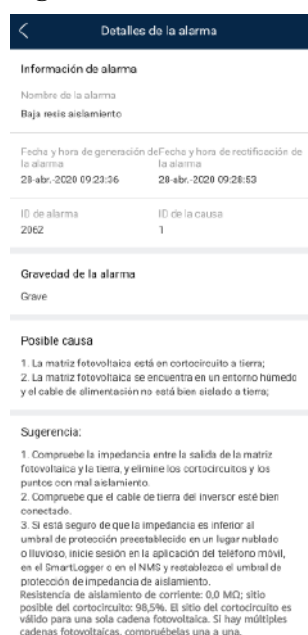 Detalles de la alarma
Información de alarma
Nombre de la alarma
Baja resis aislamiento
Fecha y hora de generación de
la alarma
28-abr.-2020 09:23:36
Fecha y hora de rectificación de
la alarma
28-abr.-2020 09:28:53
ID de alarma
2062
ID de la causa
1
Gravedad de la alarma
Grave
Posible causa
1. La matriz fotovoltaica está en cortocircuito a tierra;
2. La matriz fotovoltaica se encuentra en un entorno húmedo
y el cable de alimentación no está bien aislado a tierra;
Sugerencia:
1. Compruebe la impedancia entre la salida de la matriz
fotovoltaica y la tierra, y elimine los cortocircuitos y los
puntos con mal aislamiento.
2. Compruebe que el cable de tierra del inversor esté bien
conectado.
3. Si está seguro de que la impedancia es inferior al
umbral de protección preestablecido en un lugar nublado
o lluvioso, inicie sesión en la aplicación del teléfono móvil,
en el SmartLogger o en el NMS y reestablezca el umbral de
protección de impedancia de aislamiento.
Resistencia de aislamiento de corriente: 0,0 MΩ; sitio
posible del cortocircuito: 98,5%. El sitio del cortocircuito es
válido para una sola cadena fotovoltaica. Si hay múltiples
cadenas fotovoltaicas, compruébelas una a una.